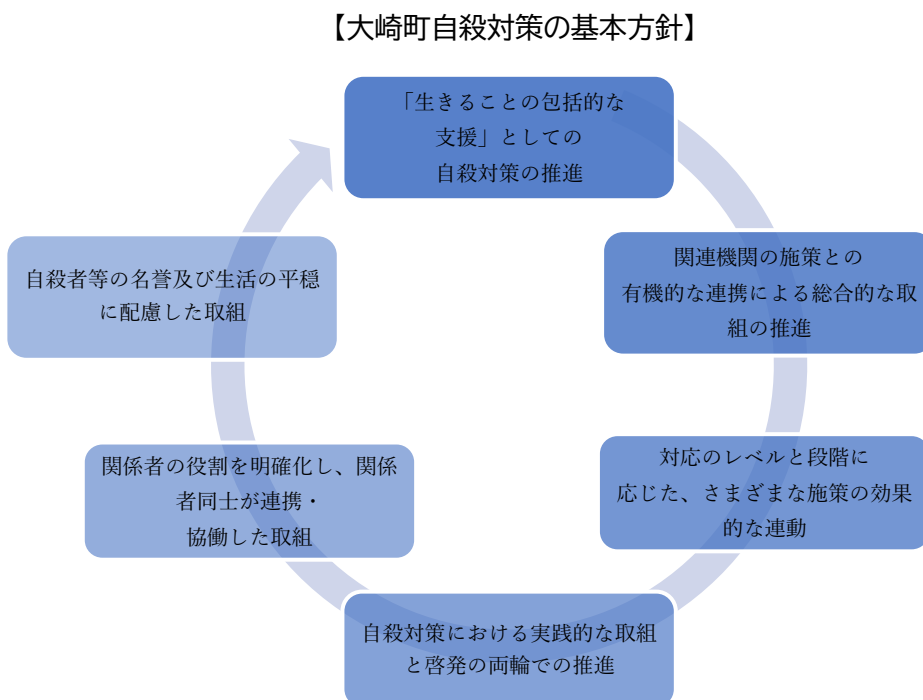 【大崎町自殺対策の基本方針】
「生きることの包括的な
支援」としての
自殺対策の推進
関連機関の施策との
有機的な連携による総合的な取
組の推進
対応のレベルと段階に
応じた、さまざまな施策の効果
的な連動
自殺対策における実践的な取組
と啓発の両輪での推進
関係者の役割を明確化し、関係
者同士が連携・
協働した取組
自殺者等の名誉及び生活の平穏
に配慮した取組